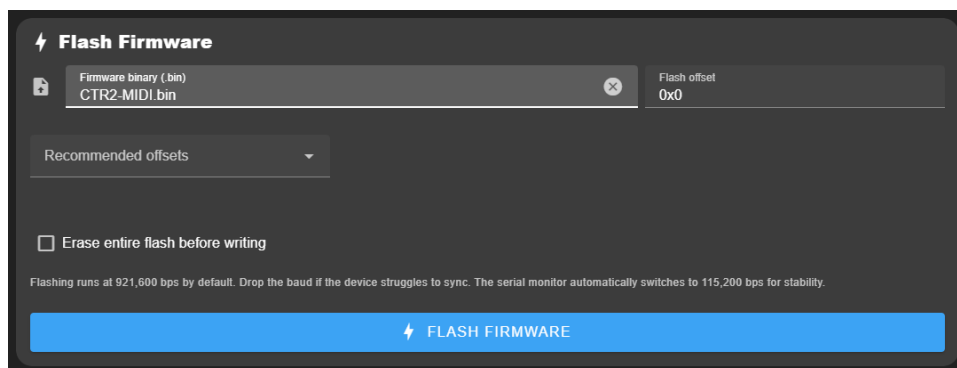 Flash Firmware
Firmware binary (.bin)
CTR2-MIDI.bin
Flash offset
0x0
Recommended offsets
Erase entire flash before writing
Flashing runs at 921,600 bps by default. Drop the baud if the device struggles to sync. The serial monitor automatically switches to 115,200 bps for stability.
FLASH FIRMWARE